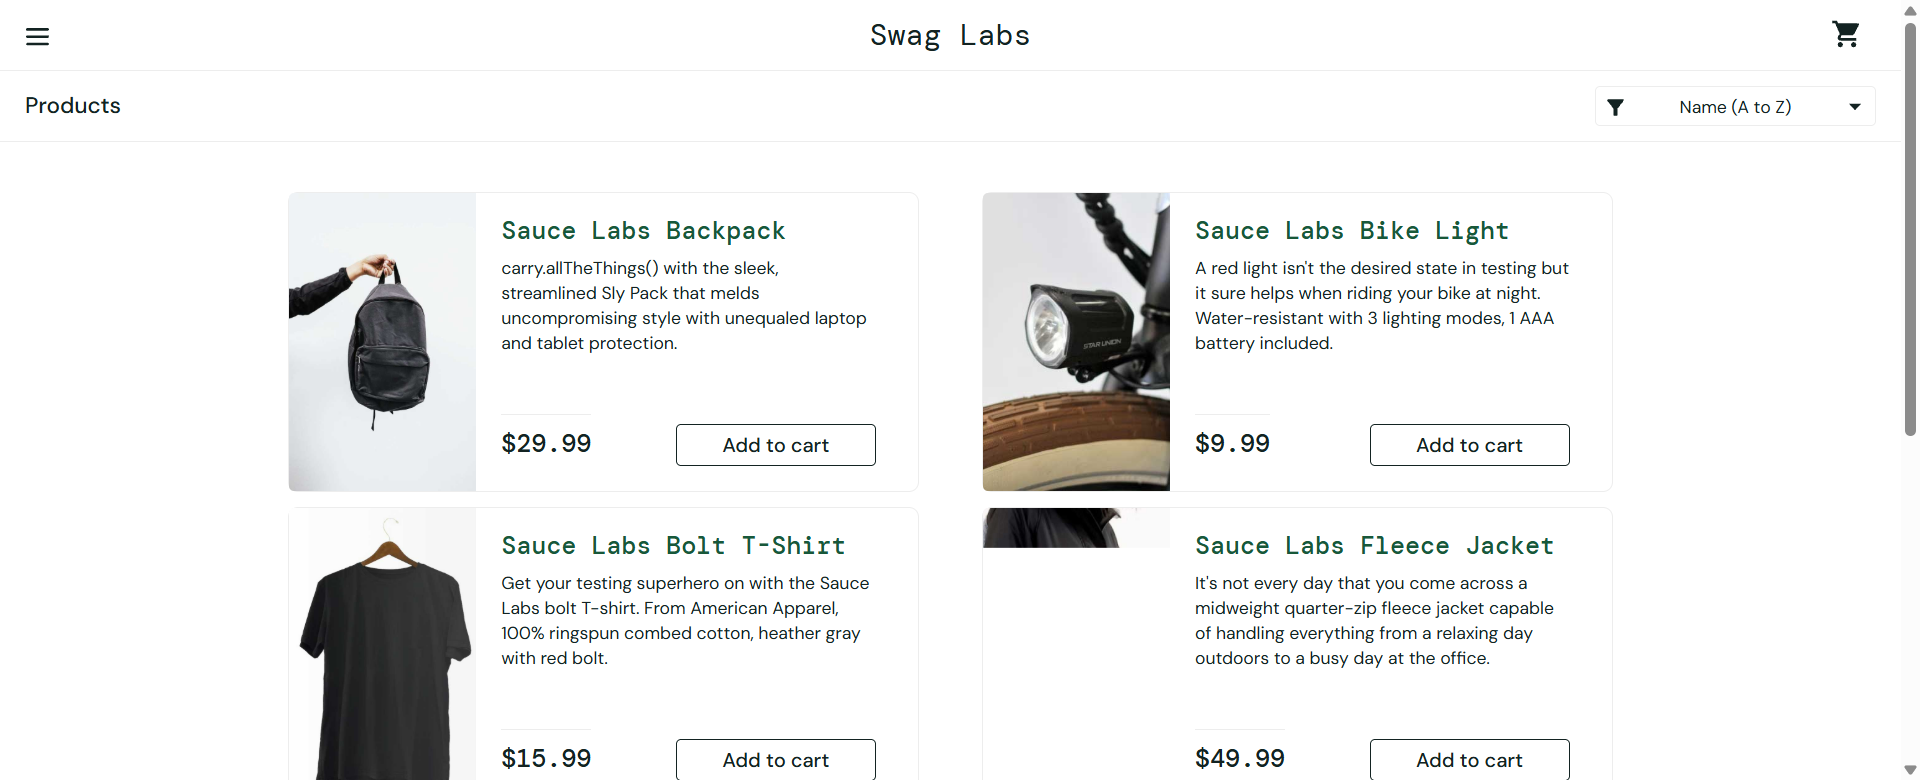 Swag Labs
Products
Name (A to Z)
Sauce Labs Backpack
carry.allTheThings() with the sleek,
streamlined Sly Pack that melds
uncompromising style with unequaled laptop
and tablet protection.
$29.99
Add to cart
Sauce Labs Bike Light
A red light isn't the desired state in testing but
it sure helps when riding your bike at night.
Water-resistant with 3 lighting modes, 1 AAA
battery included.
STAR UNION
$9.99
Add to cart
Sauce Labs Bolt T-Shirt
Get your testing superhero on with the Sauce
Labs bolt T-shirt. From American Apparel,
100% ringspun combed cotton, heather gray
with red bolt.
$15.99
Add to cart
Sauce Labs Fleece Jacket
It's not every day that you come across a
midweight quarter-zip fleece jacket capable
of handling everything from a relaxing day
outdoors to a busy day at the office.
$49.99
Add to cart